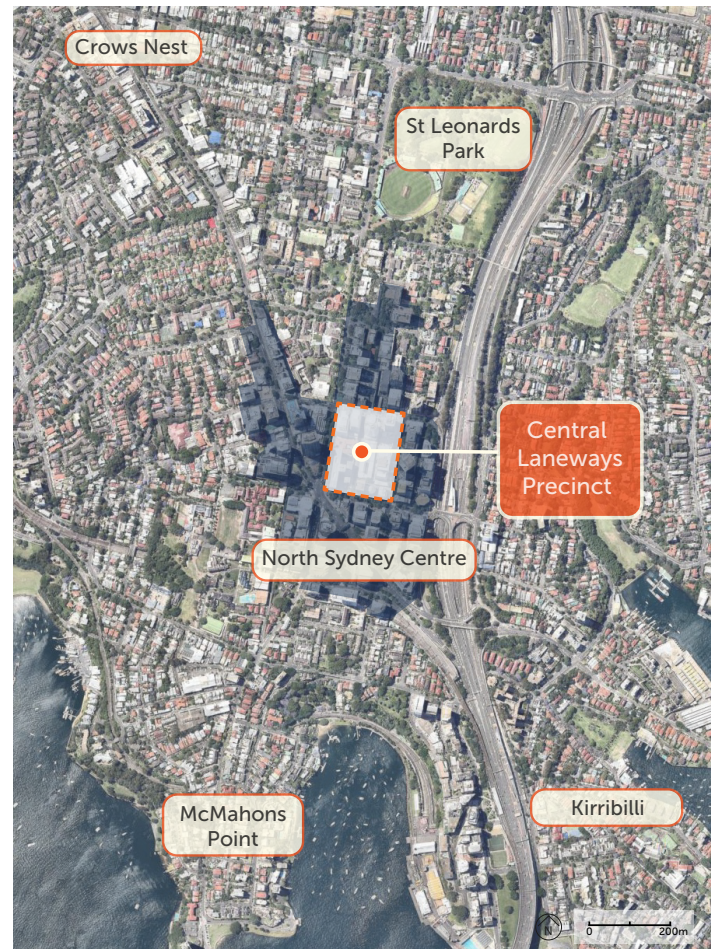 Crows Nest
St Leonards
Park
Central
Laneways
Precinct
North Sydney Centre
McMahons
Point
Kirribilli
N
0
200m